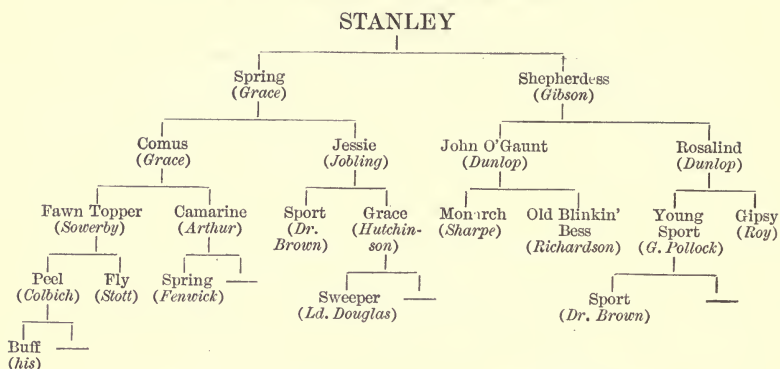 STANLEY
Spring Shepherdess
(Grace) (Gibson)
Comus Jessie John O'Gaunt Rosalind
(Grace) (Jobling) (Dunlop) (Dunlop)
Fawn Topper Camarine Sport Grace Monarch Old Blinkin' Young Gipsy
(Sowerby) (Arthur) (Dr. (Hutchin- (Sharpe) Bess Sport (Roy)
Brown) son) (Richardson) (G. Pollock)
Peel Fly Spring Sweeper Sport
(Colbich) (Stott) (Fenwick) (Ld. Douglas) (Dr. Brown)
Buff
(his)